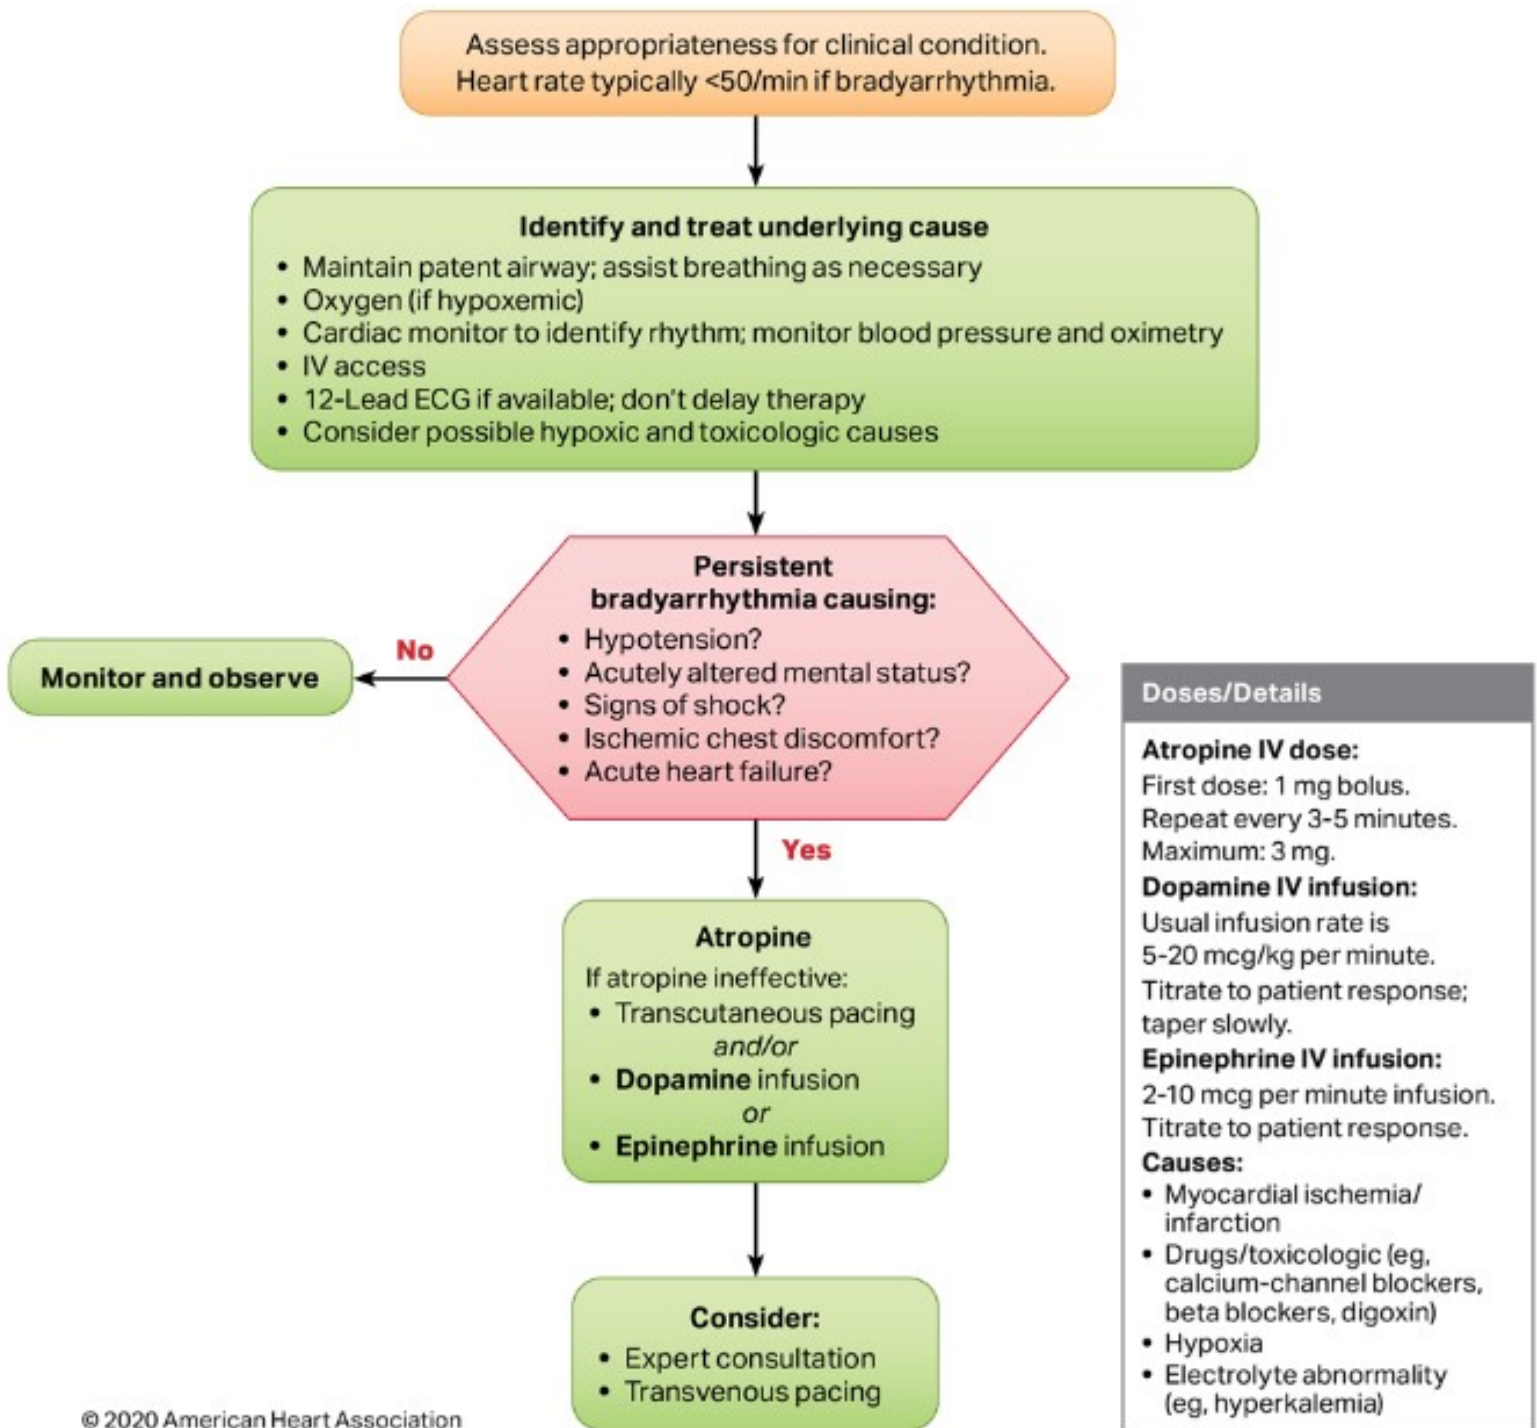 Assess appropriateness for clinical condition.
Heart rate typically <50/min if bradyarrhythmia.
Identify and treat underlying cause
• Maintain patent airway; assist breathing as necessary
• Oxygen (if hypoxemic)
• Cardiac monitor to identify rhythm; monitor blood pressure and oximetry
• IV access
• 12-Lead ECG if available; don't delay therapy
• Consider possible hypoxic and toxicologic causes
Persistent
bradyarrhythmia causing:
• Hypotension?
• Acutely altered mental status?
• Signs of shock?
• Ischemic chest discomfort?
• Acute heart failure?
No
Monitor and observe
Yes
Atropine
If atropine ineffective:
• Transcutaneous pacing
and/or
• Dopamine infusion
or
• Epinephrine infusion
Consider:
• Expert consultation
• Transvenous pacing
Doses/Details
Atropine IV dose:
First dose: 1 mg bolus.
Repeat every 3-5 minutes.
Maximum: 3 mg.
Dopamine IV infusion:
Usual infusion rate is
5-20 mcg/kg per minute.
Titrate to patient response;
taper slowly.
Epinephrine IV infusion:
2-10 mcg per minute infusion.
Titrate to patient response.
Causes:
• Myocardial ischemia/
infarction
• Drugs/toxicologic (eg,
calcium-channel blockers,
beta blockers, digoxin)
• Hypoxia
• Electrolyte abnormality
(eg, hyperkalemia)
© 2020 American Heart Association